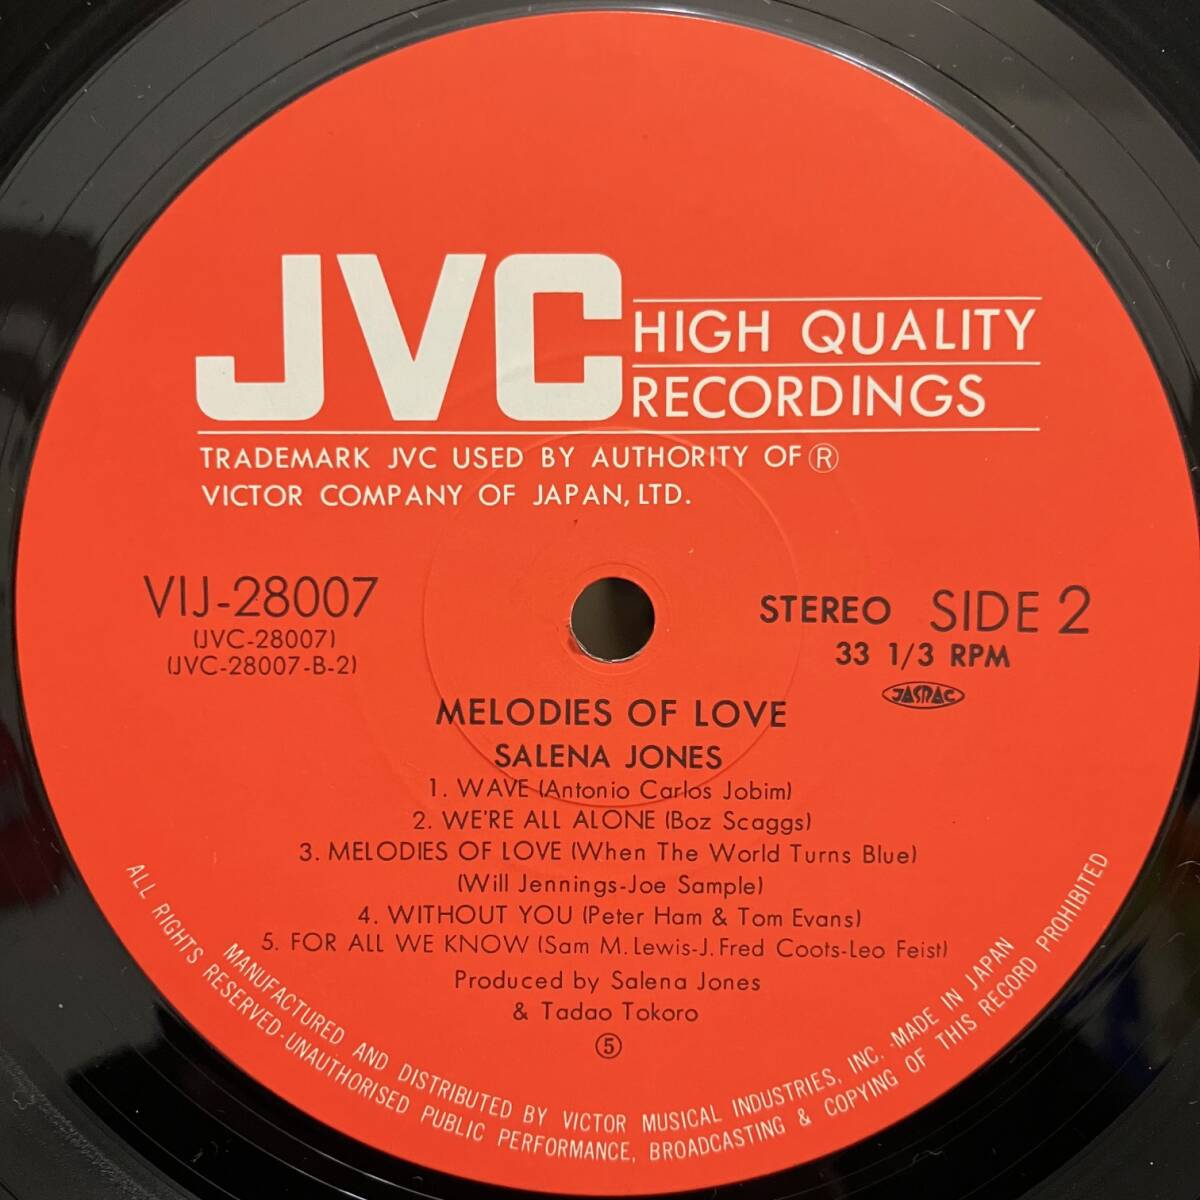 JVC
HIGH QUALITY
RECORDINGS
TRADEMARK JVC USED BY AUTHORITY OF ®
VICTOR COMPANY OF JAPAN, LTD.
VIJ-28007
(JVC-28007)
(JVC-28007-B-2)
STEREO SIDE 2
33 1/3 RPM
JASRAC
MELODIES OF LOVE
SALENA JONES
1. WAVE (Antonio Carlos Jobim)
2. WE'RE ALL ALONE (Boz Scaggs)
3. MELODIES OF LOVE (When The World Turns Blue)
(Will Jennings-Joe Sample)
4. WITHOUT YOU (Peter Ham & Tom Evans)
5. FOR ALL WE KNOW (Sam M. Lewis-J. Fred Coots-Leo Feist)
Produced by Salena Jones
& Tadao Tokoro
⑤
MANUFACTURED AND DISTRIBUTED BY VICTOR MUSICAL INDUSTRIES, INC. -MADE IN JAPAN
ALL RIGHTS RESERVED-UNAUTHORISED PUBLIC PERFORMANCE, BROADCASTING & COPYING OF THIS RECORD PROHIBITED